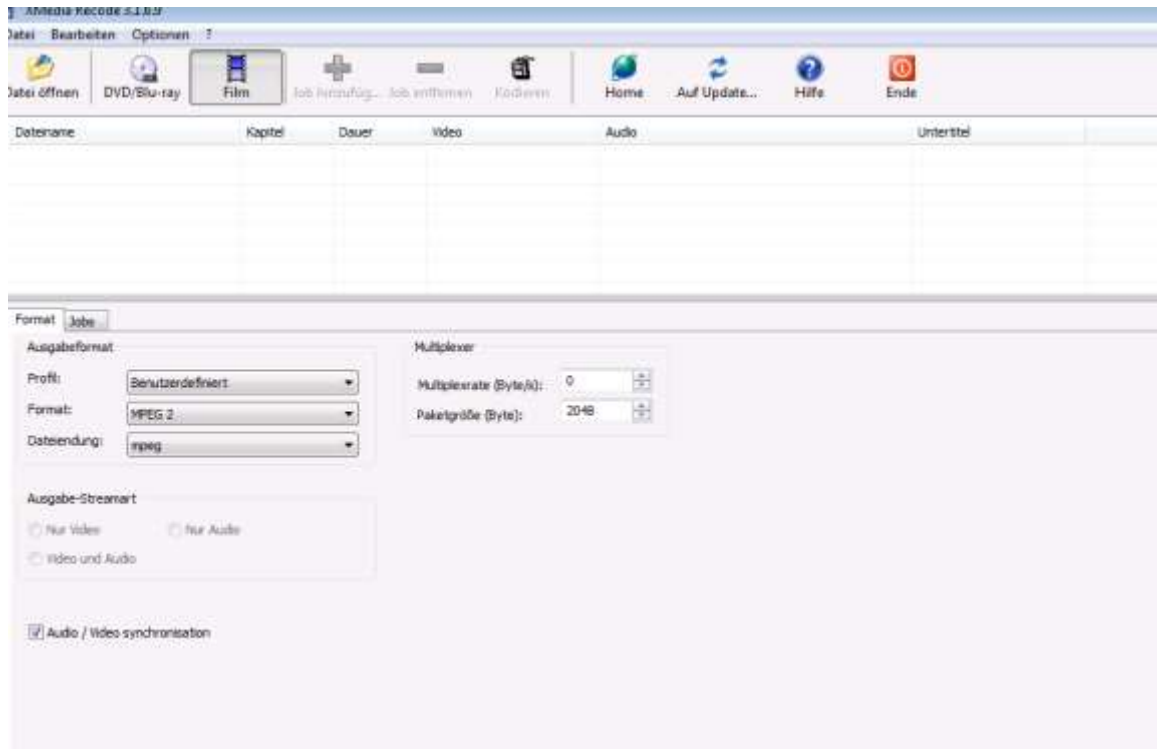 XMedia Recode 3.1.6.9
Datei Bearbeiten Optionen ?
Datei öffnen DVD/Blu-ray Film Job hinzufüg... Job entfernen Kodieren Home Auf Update... Hilfe Ende
Dateiname Kapitel Dauer Video Audio Untertitel
Format Jobs
Ausgabeformat
Profil: Benutzerdefiniert
Format: MPEG 2
Dateiendung: mpeg
Multiplexer
Multiplexrate (Byte/s): 0
Paketgröße (Byte): 2048
Ausgabe-Streamart
Nur Video Nur Audio
Video und Audio
Audio / Video synchronisation